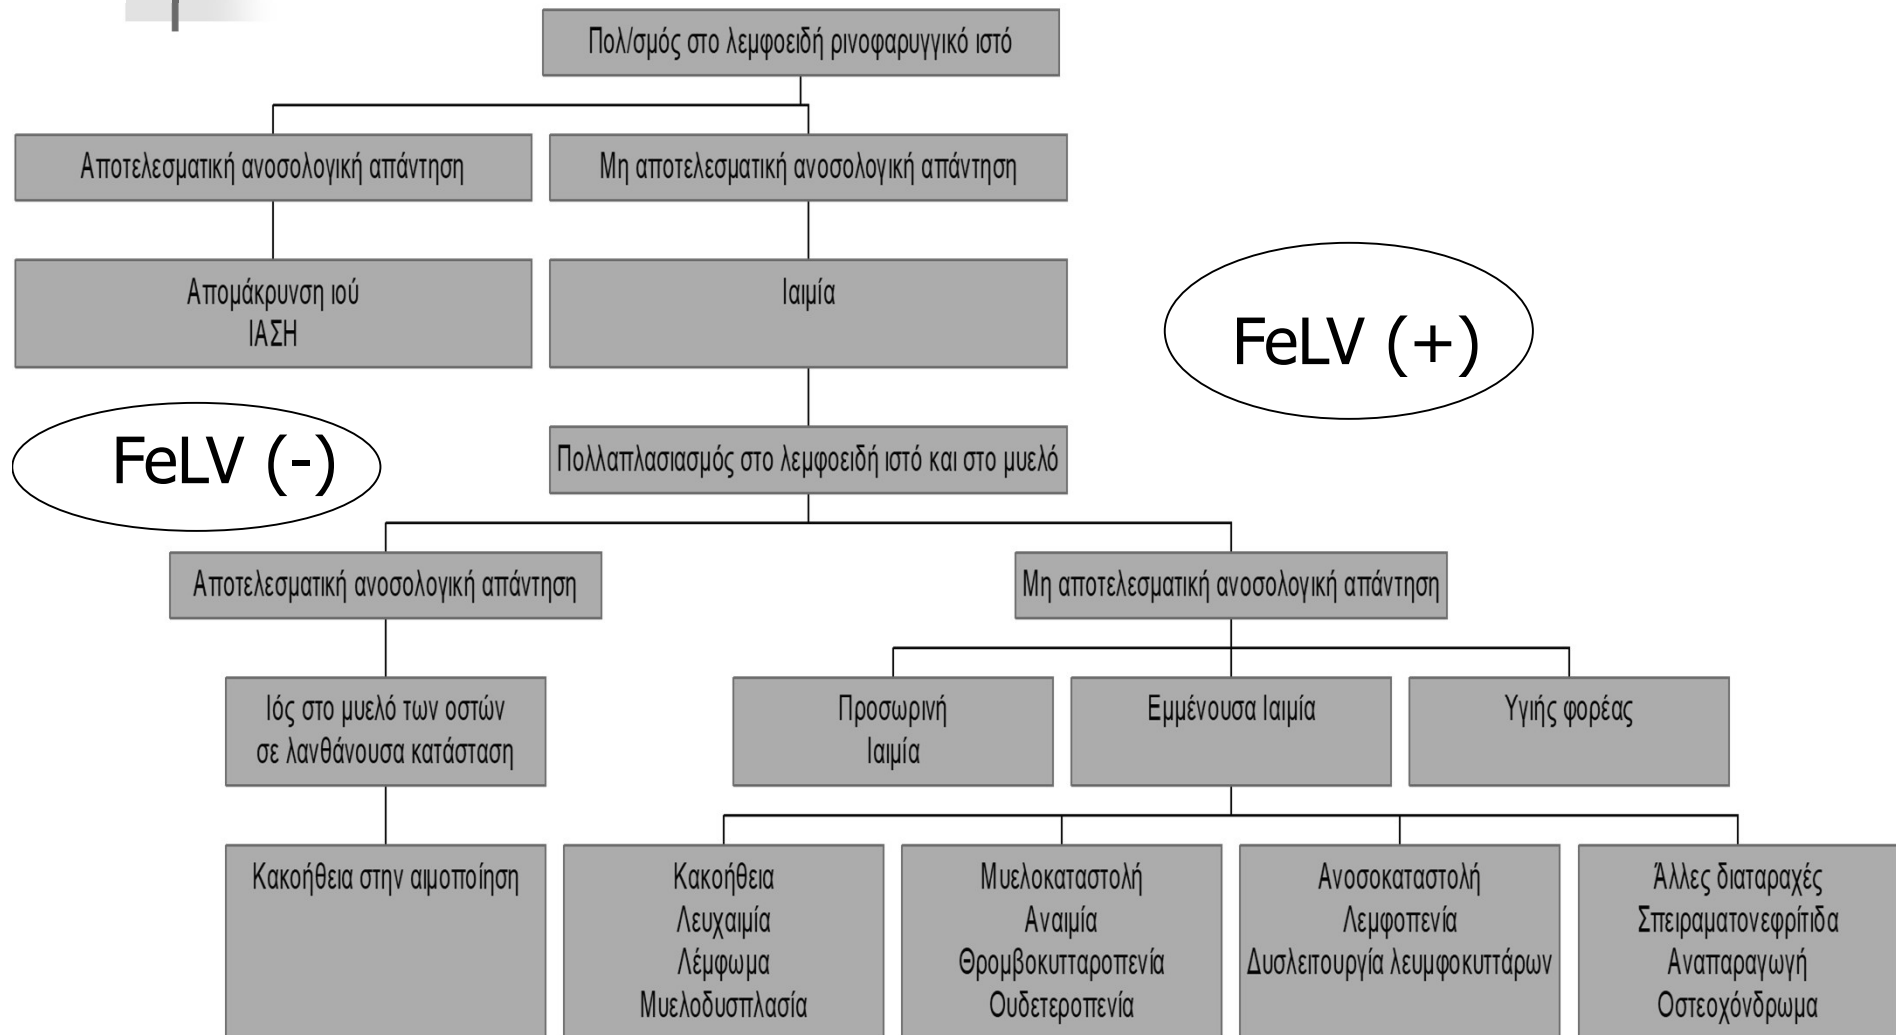 Πολ/σμός στο λεμφοειδή ρινοφαρυγγικό ιστό
Αποτελεσματική ανοσολογική απάντηση
Μη αποτελεσματική ανοσολογική απάντηση
Απομάκρυνση ιού
ΙΑΣΗ
Ιαιμία
FeLV (+)
FeLV (-)
Πολλαπλασιασμός στο λεμφοειδή ιστό και στο μυελό
Αποτελεσματική ανοσολογική απάντηση
Μη αποτελεσματική ανοσολογική απάντηση
Ιός στο μυελό των οστών
σε λανθάνουσα κατάσταση
Προσωρινή
Ιαιμία
Εμμένουσα Ιαιμία
Υγιής φορέας
Κακοήθεια στην αιμοποίηση
Κακοήθεια
Λευχαιμία
Λέμφωμα
Μυελοδυσπλασία
Μυελοκαταστολή
Αναιμία
Θρομβοκυτταροπενία
Ουδετεροπενία
Ανοσοκαταστολή
Λεμφοπενία
Δυσλειτουργία λευμφοκυττάρων
Άλλες διαταραχές
Σπειραματονεφρίτιδα
Αναπαραγωγή
Οστεοχόνδρωμα